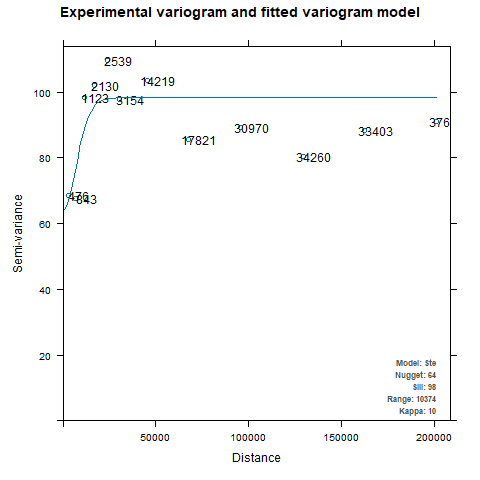 Experimental variogram and fitted variogram model
2539
2130
14219
1123
3154
17821
30970
34260
33403
376
476
843
100
80
60
40
20
Semi-variance
Model: Ste
Nugget: 64
Sill: 98
Range: 10374
Kappa: 10
50000
100000
150000
200000
Distance